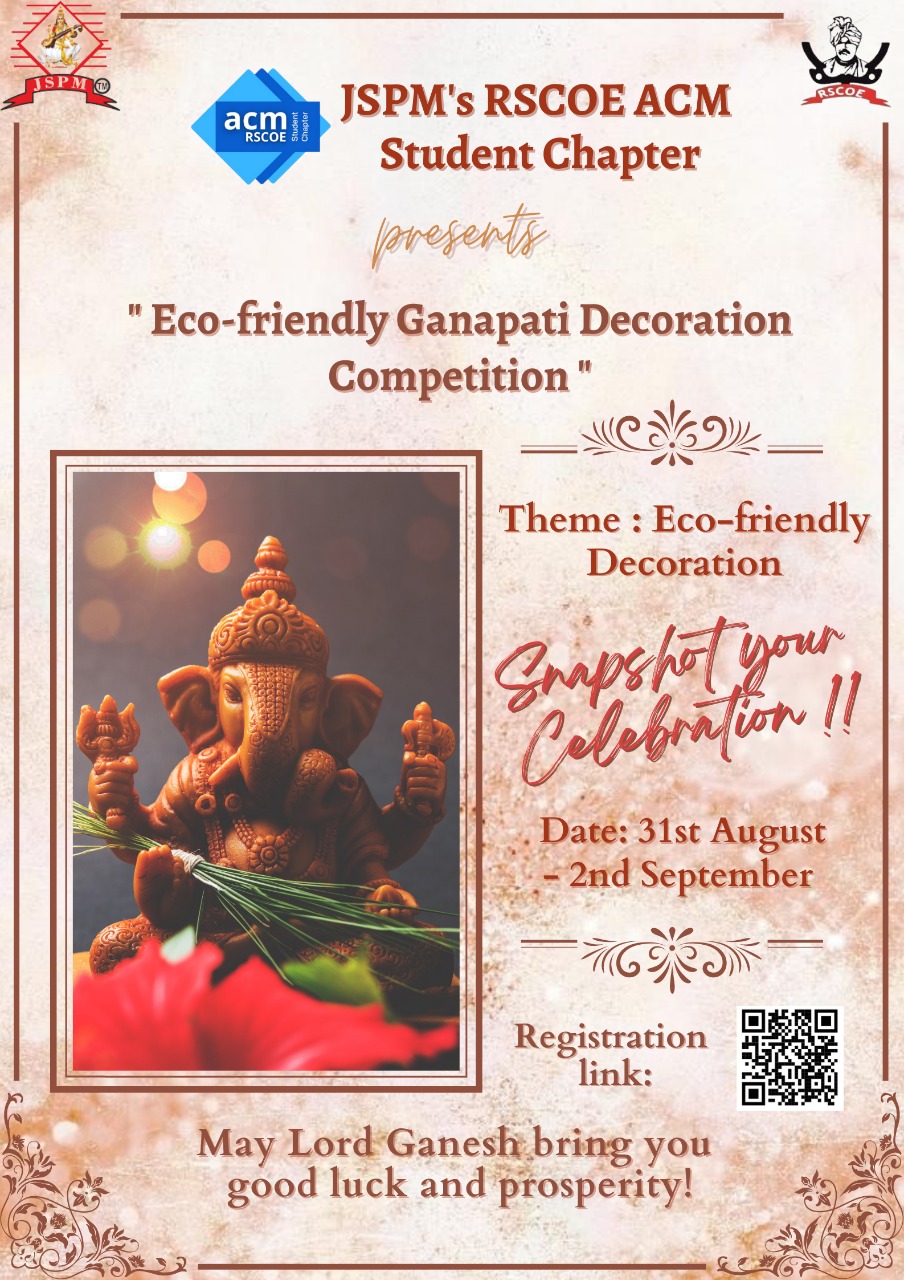 JSPM
TM
RSCOE
acm
RSCOE
Student
Chapter
JSPM's RSCOE ACM
Student Chapter
presents
" Eco-friendly Ganapati Decoration
Competition "
Theme : Eco-friendly
Decoration
Snapshot your
Celebration !!
Date: 31st August
- 2nd September
Registration
link:
May Lord Ganesh bring you
good luck and prosperity!